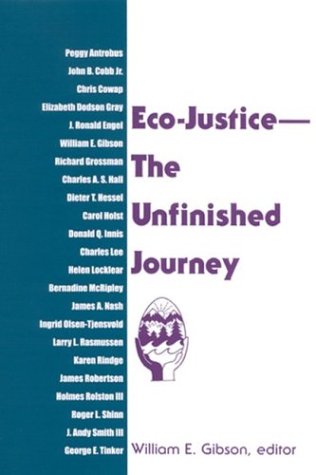 Peggy Antrobus
John B. Cobb Jr.
Chris Cowap
Elizabeth Dodson Gray
J. Ronald Engel
William E. Gibson
Richard Grossman
Charles A. S. Hall
Dieter T. Hessel
Carol Holst
Donald Q. Innis
Charles Lee
Helen Locklear
Bernadine McRipley
James A. Nash
Ingrid Olsen-Tjensvold
Larry L. Rasmussen
Karen Rindge
James Robertson
Holmes Rolston III
Roger L. Shinn
J. Andy Smith III
George E. Tinker
Eco-Justice—
The
Unfinished
Journey
William E. Gibson, editor